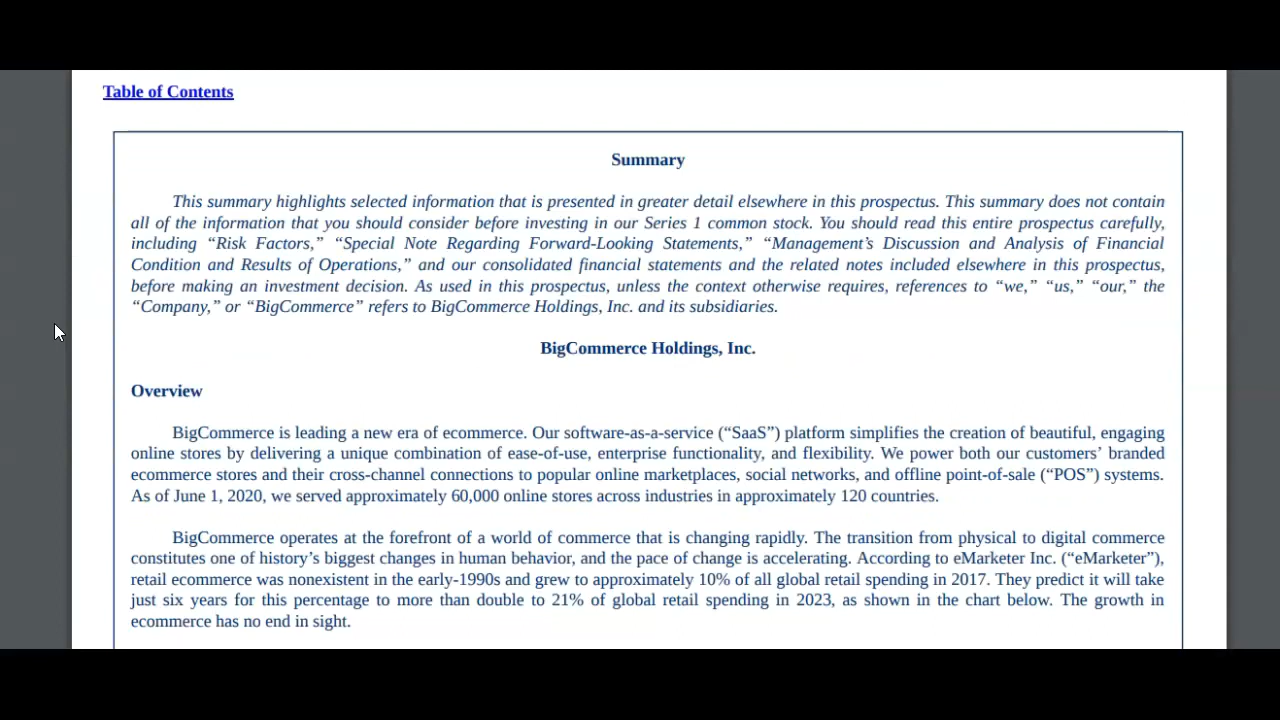 Table of Contents
Summary
This summary highlights selected information that is presented in greater detail elsewhere in this prospectus. This summary does not contain
all of the information that you should consider before investing in our Series 1 common stock. You should read this entire prospectus carefully,
including “Risk Factors,” “Special Note Regarding Forward-Looking Statements,” “Management’s Discussion and Analysis of Financial
Condition and Results of Operations,” and our consolidated financial statements and the related notes included elsewhere in this prospectus,
before making an investment decision. As used in this prospectus, unless the context otherwise requires, references to “we,” “us,” “our,” the
“Company,” or “BigCommerce” refers to BigCommerce Holdings, Inc. and its subsidiaries.
BigCommerce Holdings, Inc.
Overview
BigCommerce is leading a new era of ecommerce. Our software-as-a-service (“SaaS”) platform simplifies the creation of beautiful, engaging
online stores by delivering a unique combination of ease-of-use, enterprise functionality, and flexibility. We power both our customers’ branded
ecommerce stores and their cross-channel connections to popular online marketplaces, social networks, and offline point-of-sale (“POS”) systems.
As of June 1, 2020, we served approximately 60,000 online stores across industries in approximately 120 countries.
BigCommerce operates at the forefront of a world of commerce that is changing rapidly. The transition from physical to digital commerce
constitutes one of history’s biggest changes in human behavior, and the pace of change is accelerating. According to eMarketer Inc. (“eMarketer”),
retail ecommerce was nonexistent in the early-1990s and grew to approximately 10% of all global retail spending in 2017. They predict it will take
just six years for this percentage to more than double to 21% of global retail spending in 2023, as shown in the chart below. The growth in
ecommerce has no end in sight.